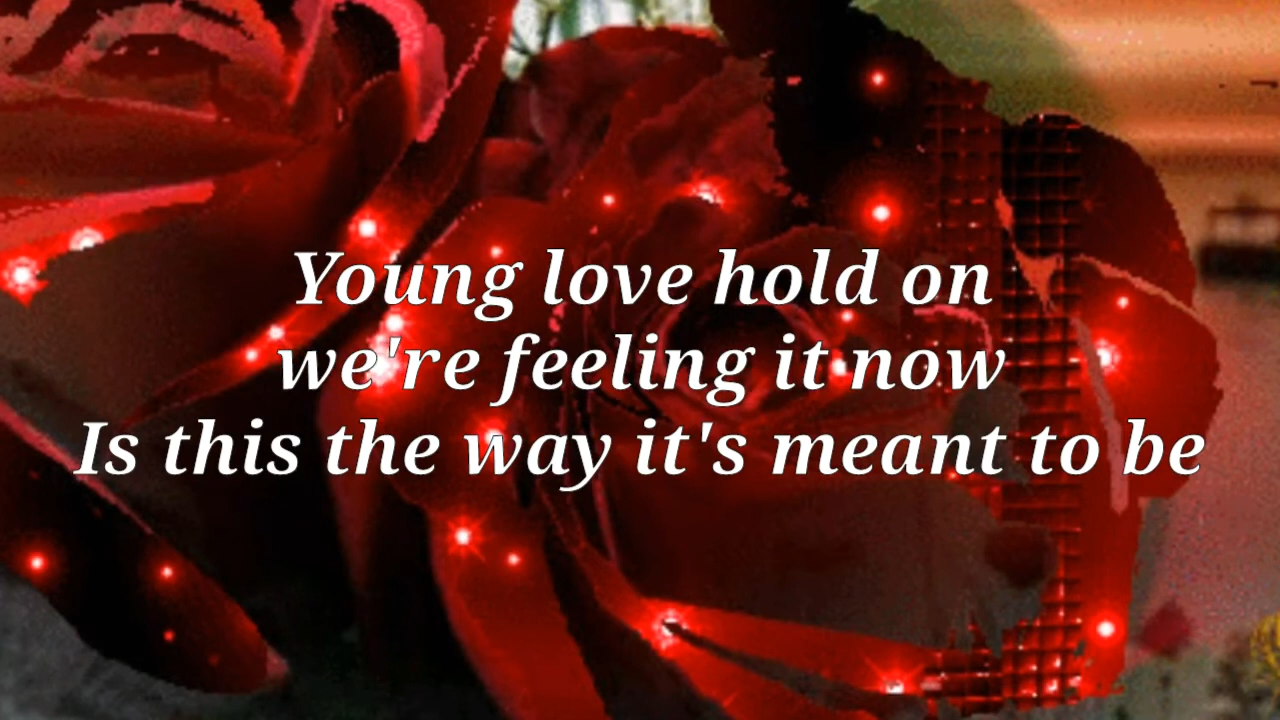 Young love hold on
we're feeling it now
Is this the way it's meant to be